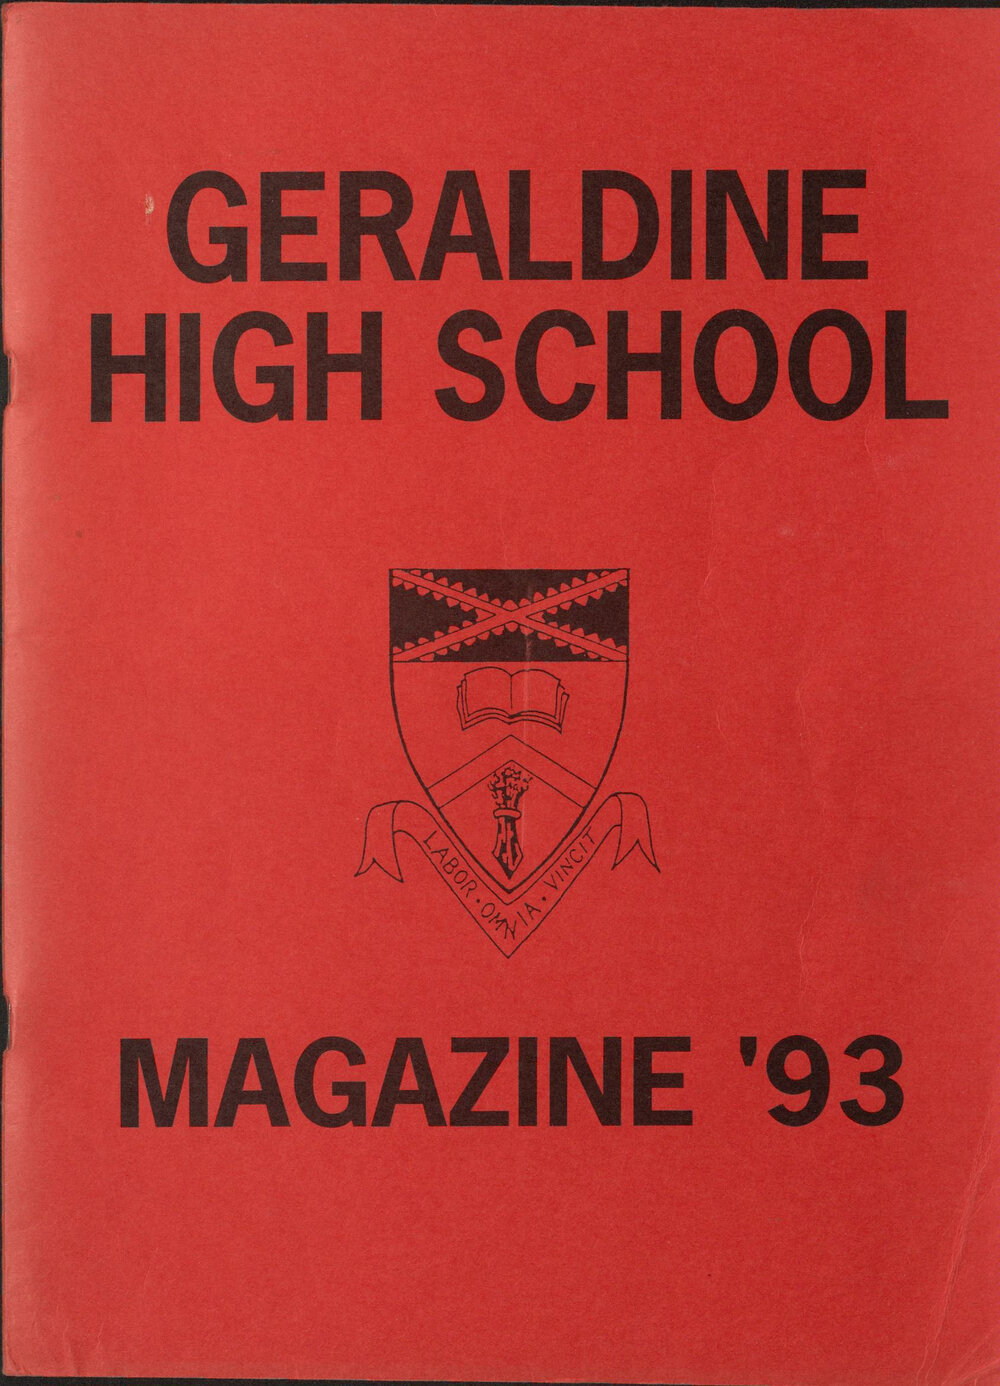 GERALDINE
HIGH SCHOOL
LABOR · OMNIA · VINCIT
MAGAZINE '93